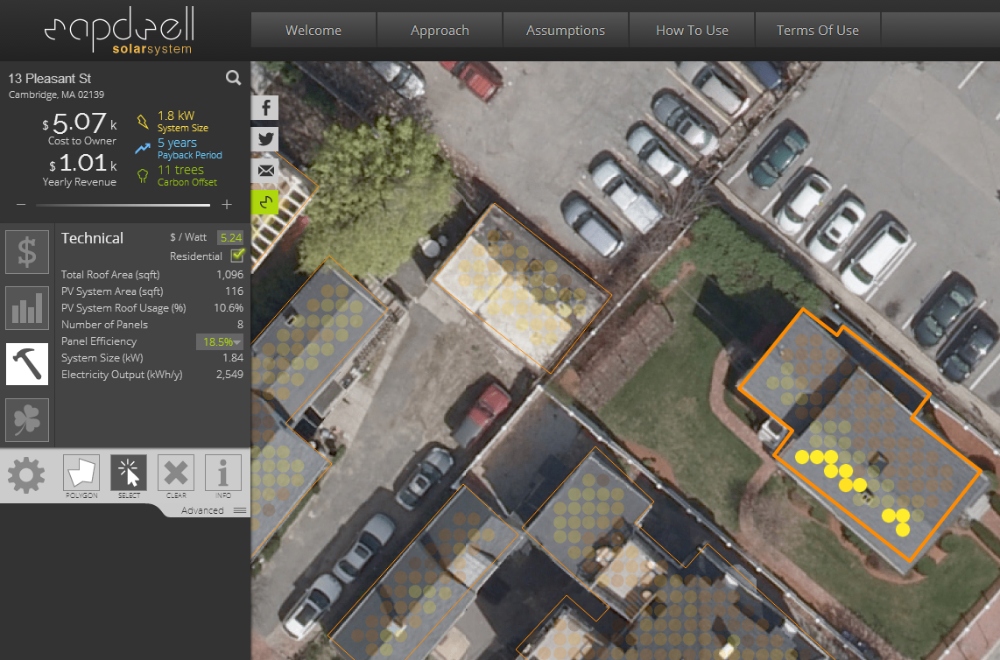 mapdwell
solarsystem
Welcome
Approach
Assumptions
How To Use
Terms Of Use
13 Pleasant St
Cambridge, MA 02139
$ 5.07 k
Cost to Owner
$ 1.01 k
Yearly Revenue
1.8 kW
System Size
5 years
Payback Period
11 trees
Carbon Offset
− +
f
$
Technical
$ / Watt 5.24
Residential
Total Roof Area (sqft) 1,096
PV System Area (sqft) 116
PV System Roof Usage (%) 10.6%
Number of Panels 8
Panel Efficiency 18.5%
System Size (kW) 1.84
Electricity Output (kWh/y) 2,549
POLYGON
SELECT
CLEAR
i
INFO
Advanced